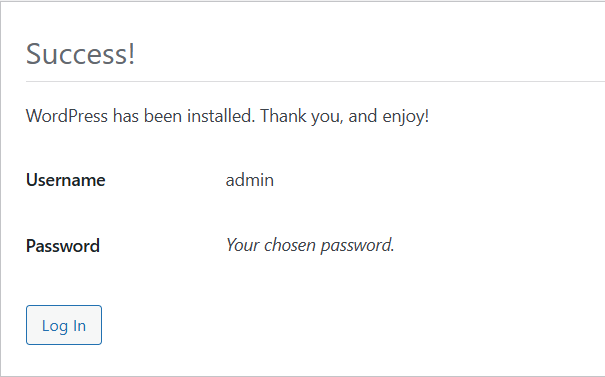 Success!
WordPress has been installed. Thank you, and enjoy!
Username admin
Password Your chosen password.
Log In